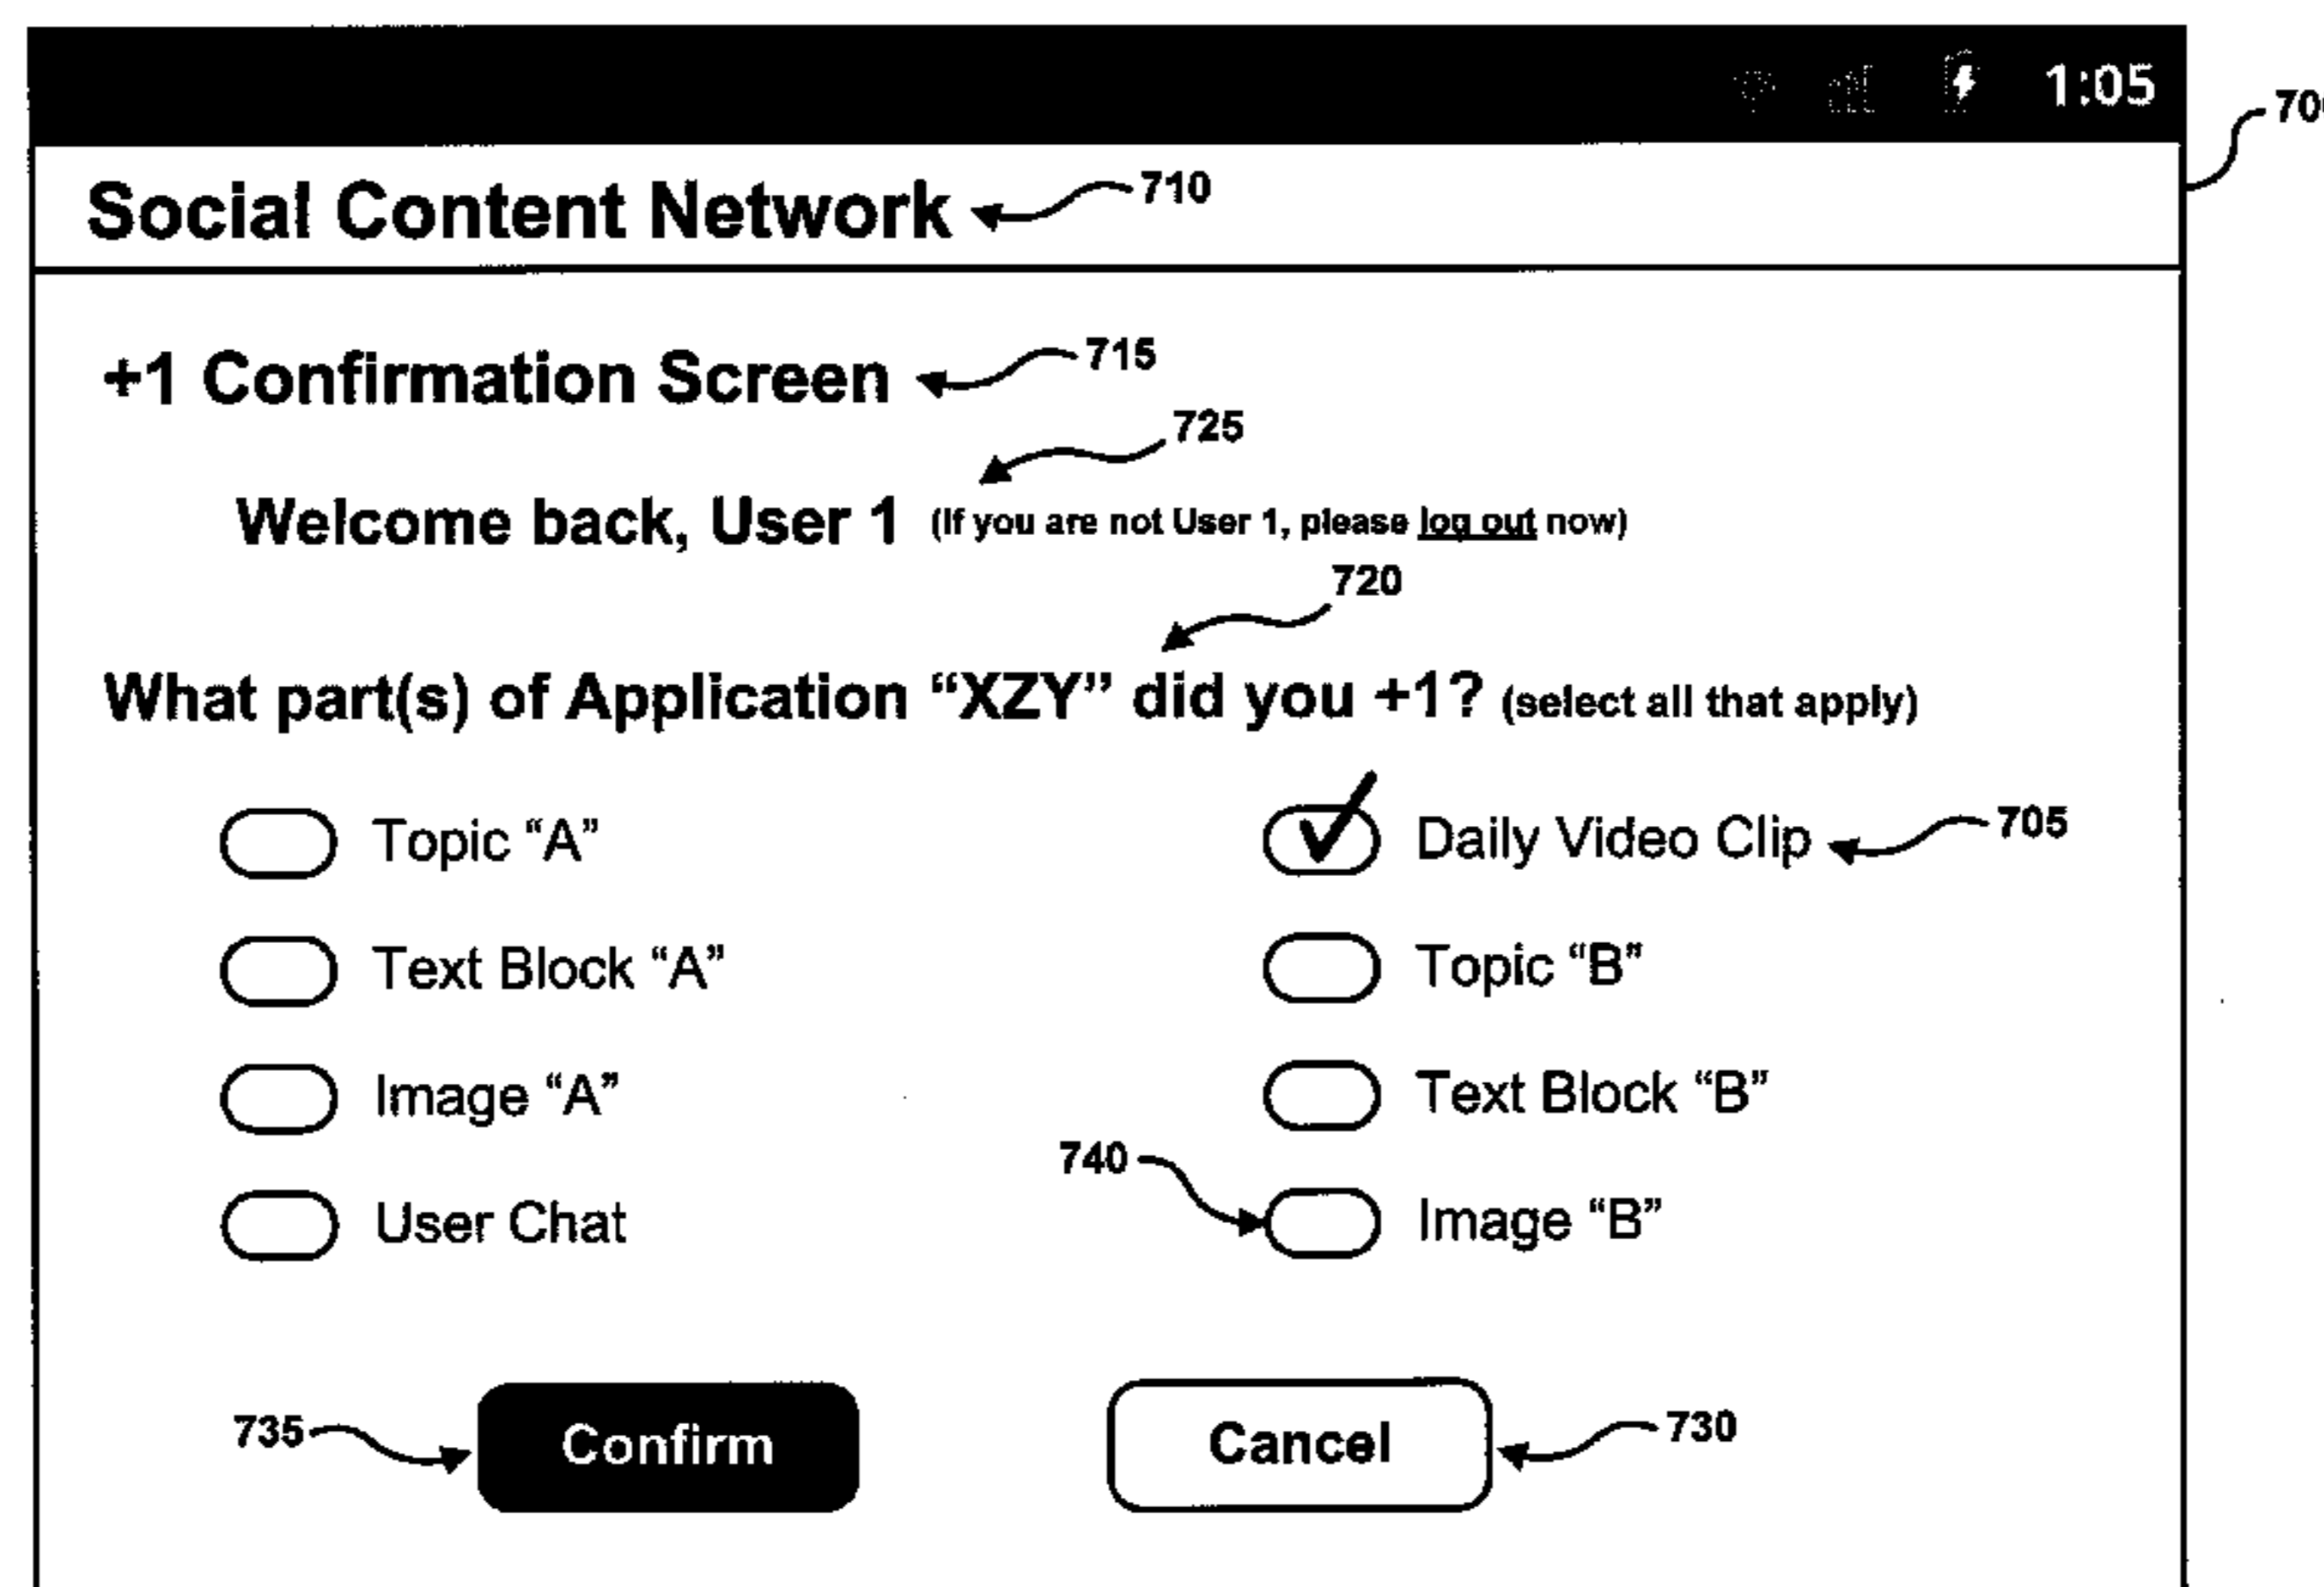 1:05
70
Social Content Network 710
+1 Confirmation Screen 715
725
Welcome back, User 1 (If you are not User 1, please log out now)
720
What part(s) of Application “XZY” did you +1? (select all that apply)
Topic “A”
Daily Video Clip 705
Text Block “A”
Topic “B”
Image “A”
Text Block “B”
740
User Chat
Image “B”
735 Confirm
Cancel 730